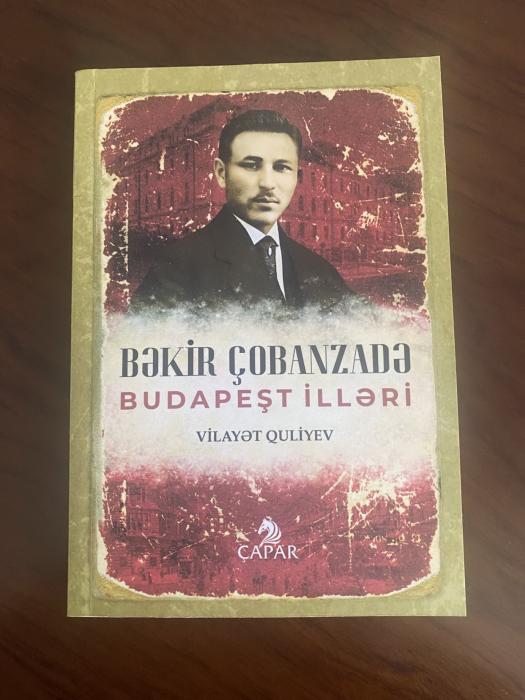 BƏKİR ÇOBANZADƏ
BUDAPEŞT İLLƏRİ
VİLAYƏT QULİYEV
ÇAPAR